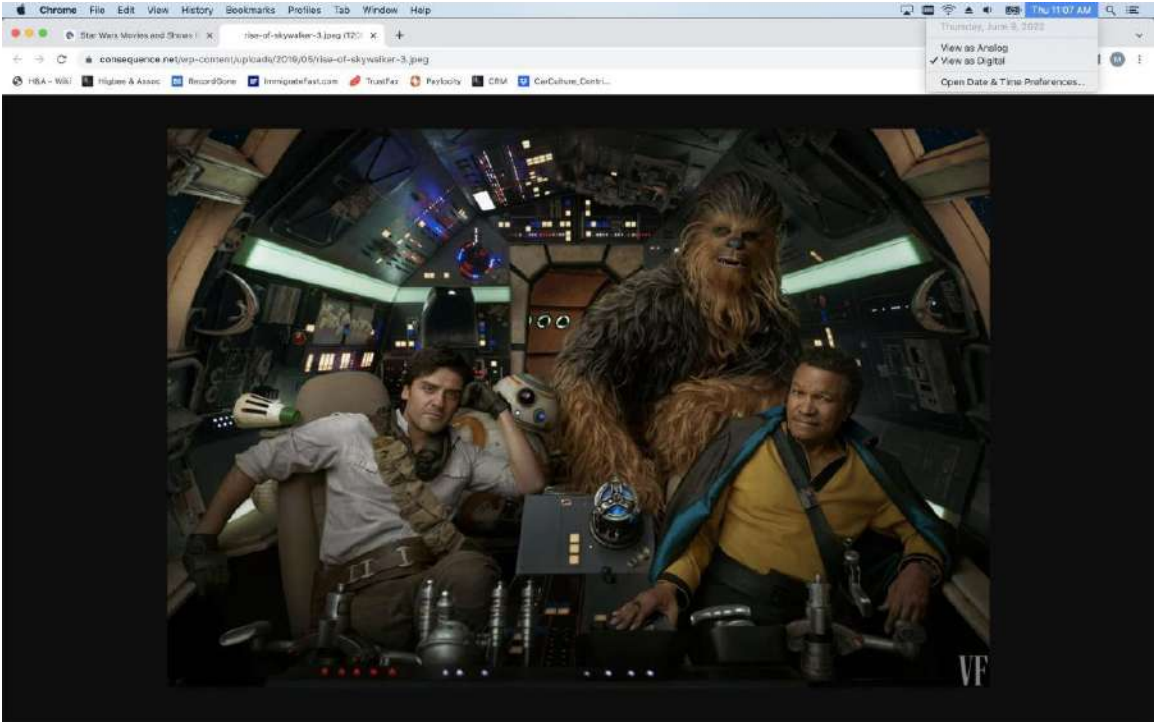 Chrome File Edit View History Bookmarks Profiles Tab Window Help Thu 11:07 AM
Star Wars Movies and Shows rise-of-skywalker-3.jpeg (120
consequence.net/wp-content/uploads/2019/05/rise-of-skywalker-3.jpeg
H&A – Wiki Higbee & Assoc RecordGone ImmigrateFast.com TrustFax Paylocity CRM CarCulture_Contri...
Thursday, June 9, 2022
View as Analog
✓ View as Digital
Open Date & Time Preferences...
M
VF